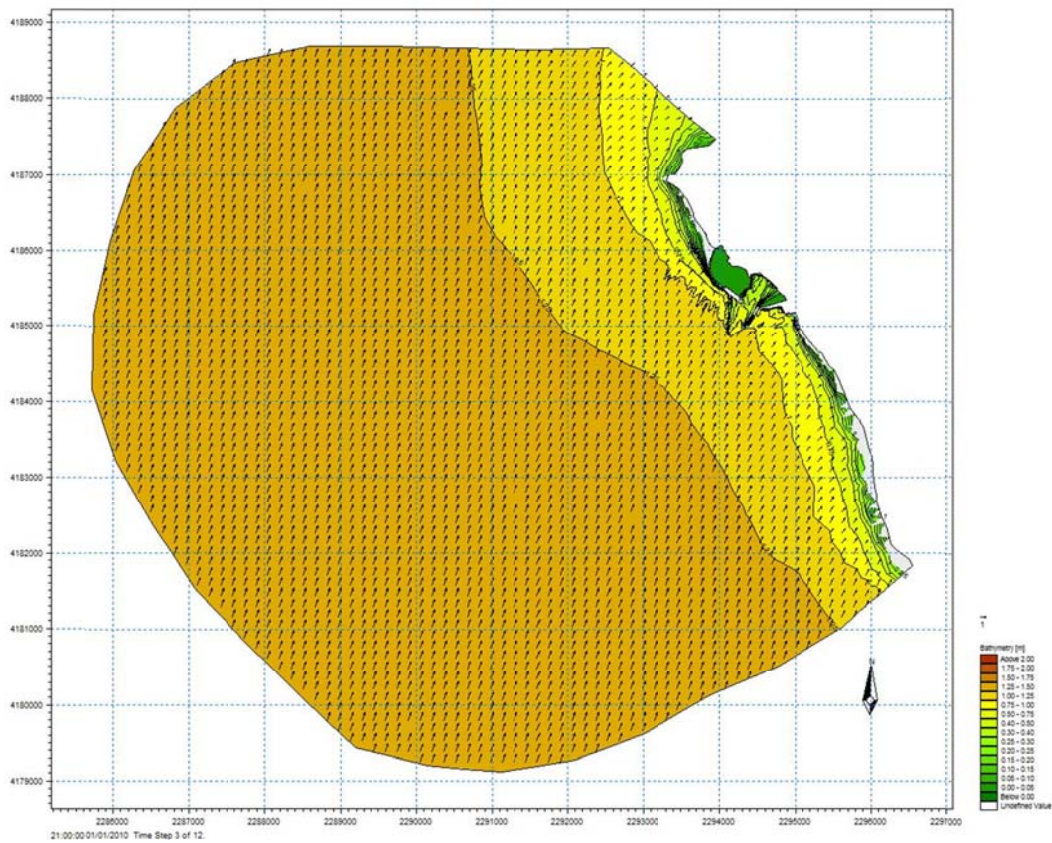 4189000
4188000
4187000
4186000
4185000
4184000
4183000
4182000
4181000
4180000
4179000
2286000 2287000 2288000 2289000 2290000 2291000 2292000 2293000 2294000 2295000 2296000 2297000
21:00:00 01/01/2010 Time Step 3 of 12.
1
Bathymetry [m]
Above 2.00
1.75 - 2.00
1.50 - 1.75
1.25 - 1.50
1.00 - 1.25
0.75 - 1.00
0.50 - 0.75
0.40 - 0.50
0.30 - 0.40
0.25 - 0.30
0.20 - 0.25
0.15 - 0.20
0.10 - 0.15
0.05 - 0.10
0.00 - 0.05
Below 0.00
Undefined Value
N